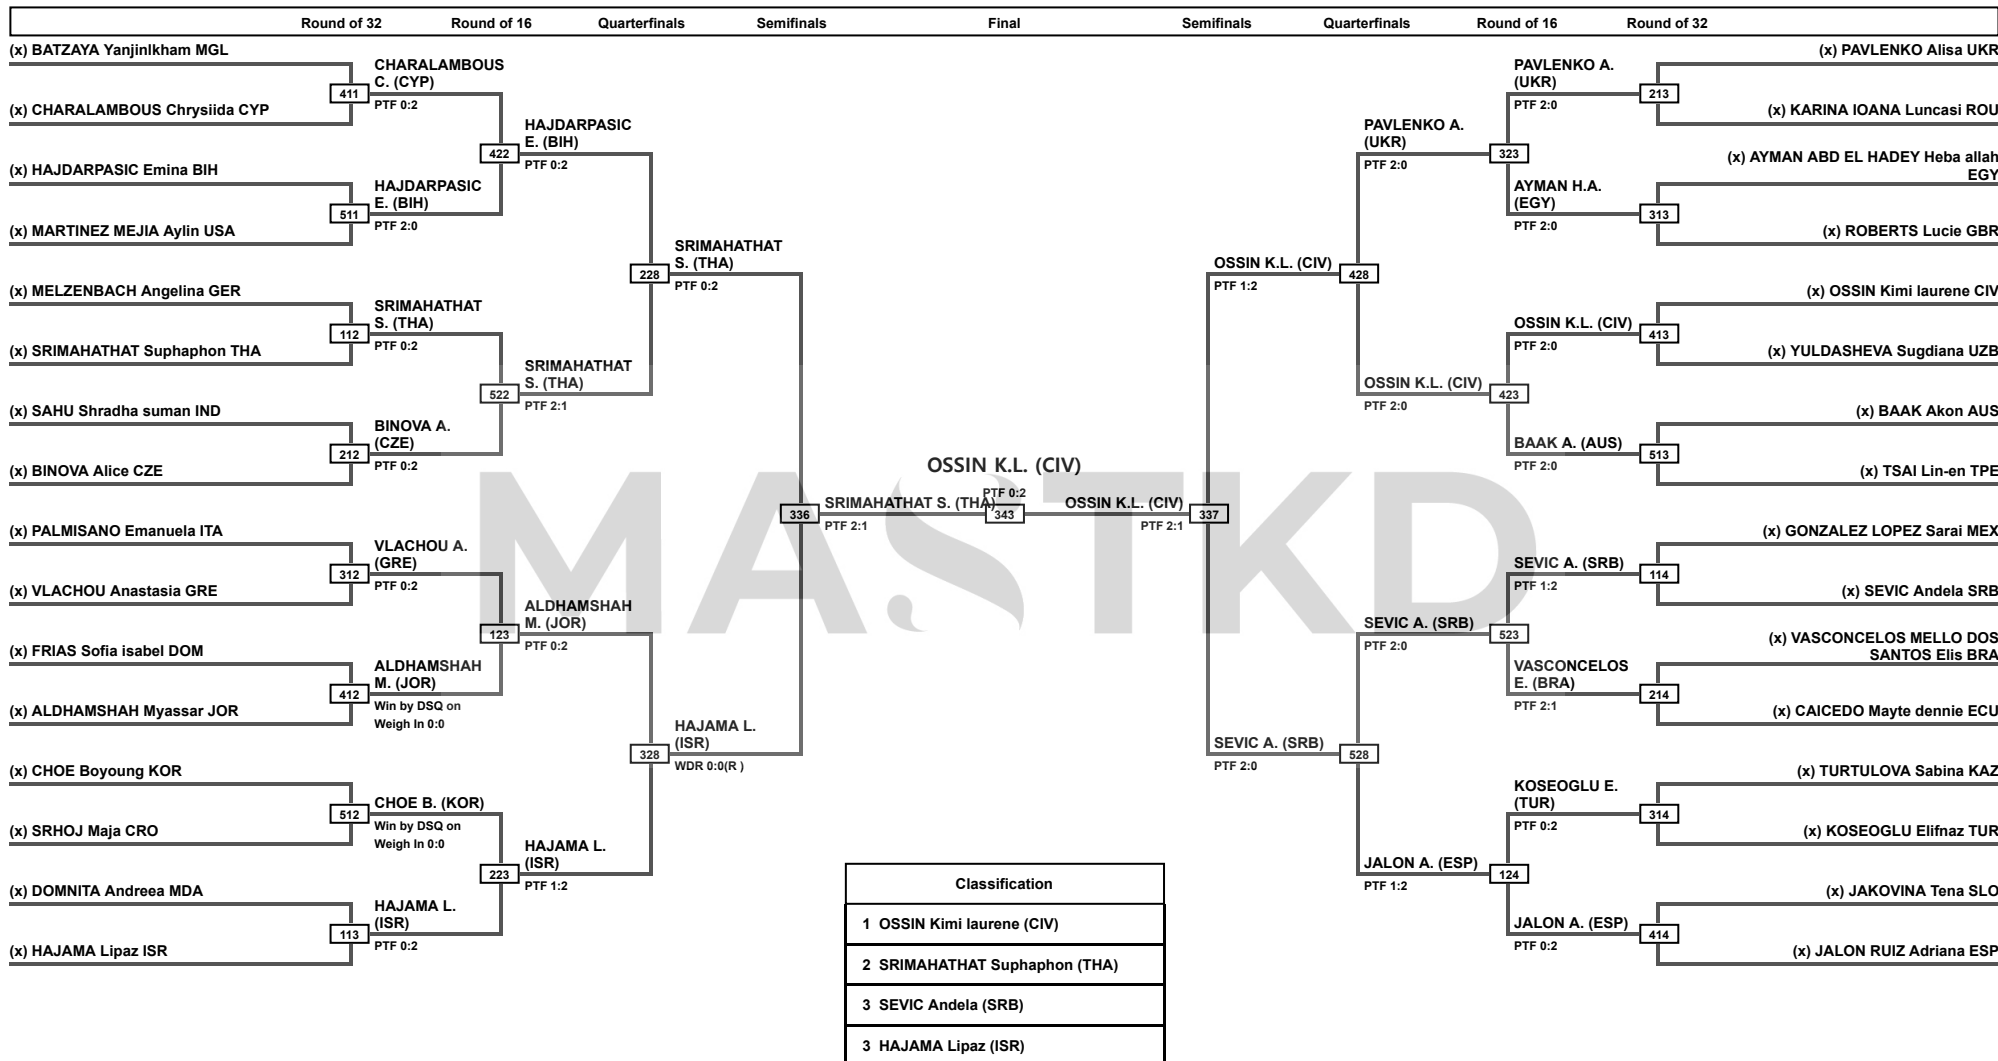 Round of 32 Round of 16 Quarterfinals Semifinals Final Semifinals Quarterfinals Round of 16 Round of 32
(x) BATZAYA Yanjinlkham MGL
(x) CHARALAMBOUS Chrysiida CYP
(x) HAJDARPASIC Emina BIH
(x) MARTINEZ MEJIA Aylin USA
(x) MELZENBACH Angelina GER
(x) SRIMAHATHAT Suphaphon THA
(x) SAHU Shradha suman IND
(x) BINOVA Alice CZE
(x) PALMISANO Emanuela ITA
(x) VLACHOU Anastasia GRE
(x) FRIAS Sofia isabel DOM
(x) ALDHAMSHAH Myassar JOR
(x) CHOE Boyoung KOR
(x) SRHOJ Maja CRO
(x) DOMNITA Andreea MDA
(x) HAJAMA Lipaz ISR
411
CHARALAMBOUS
C. (CYP)
PTF 0:2
511
HAJDARPASIC
E. (BIH)
PTF 2:0
112
SRIMAHATHAT
S. (THA)
PTF 0:2
212
BINOVA A.
(CZE)
PTF 0:2
312
VLACHOU A.
(GRE)
PTF 0:2
412
ALDHAMSHAH
M. (JOR)
Win by DSQ on
Weigh In 0:0
512
CHOE B. (KOR)
Win by DSQ on
Weigh In 0:0
113
HAJAMA L.
(ISR)
PTF 0:2
422
HAJDARPASIC
E. (BIH)
PTF 0:2
522
SRIMAHATHAT
S. (THA)
PTF 2:1
123
ALDHAMSHAH
M. (JOR)
PTF 0:2
223
HAJAMA L.
(ISR)
PTF 1:2
228
SRIMAHATHAT
S. (THA)
PTF 0:2
328
HAJAMA L.
(ISR)
WDR 0:0(R )
336
SRIMAHATHAT S. (THA)
PTF 2:1
OSSIN K.L. (CIV)
PTF 0:2
343
OSSIN K.L. (CIV)
PTF 2:1
337
OSSIN K.L. (CIV)
PTF 1:2
428
SEVIC A. (SRB)
PTF 2:0
528
PAVLENKO A.
(UKR)
PTF 2:0
323
OSSIN K.L. (CIV)
PTF 2:0
423
SEVIC A. (SRB)
PTF 2:0
523
JALON A. (ESP)
PTF 1:2
124
PAVLENKO A.
(UKR)
PTF 2:0
213
AYMAN H.A.
(EGY)
PTF 2:0
313
OSSIN K.L. (CIV)
PTF 2:0
413
BAAK A. (AUS)
PTF 2:0
513
SEVIC A. (SRB)
PTF 1:2
114
VASCONCELOS
E. (BRA)
PTF 2:1
214
KOSEOGLU E.
(TUR)
PTF 0:2
314
JALON A. (ESP)
PTF 0:2
414
(x) PAVLENKO Alisa UKR
(x) KARINA IOANA Luncasi ROU
(x) AYMAN ABD EL HADEY Heba allah
EGY
(x) ROBERTS Lucie GBR
(x) OSSIN Kimi laurene CIV
(x) YULDASHEVA Sugdiana UZB
(x) BAAK Akon AUS
(x) TSAI Lin-en TPE
(x) GONZALEZ LOPEZ Sarai MEX
(x) SEVIC Andela SRB
(x) VASCONCELOS MELLO DOS
SANTOS Elis BRA
(x) CAICEDO Mayte dennie ECU
(x) TURTULOVA Sabina KAZ
(x) KOSEOGLU Elifnaz TUR
(x) JAKOVINA Tena SLO
(x) JALON RUIZ Adriana ESP
MASTKD
Classification
1 OSSIN Kimi laurene (CIV)
2 SRIMAHATHAT Suphaphon (THA)
3 SEVIC Andela (SRB)
3 HAJAMA Lipaz (ISR)